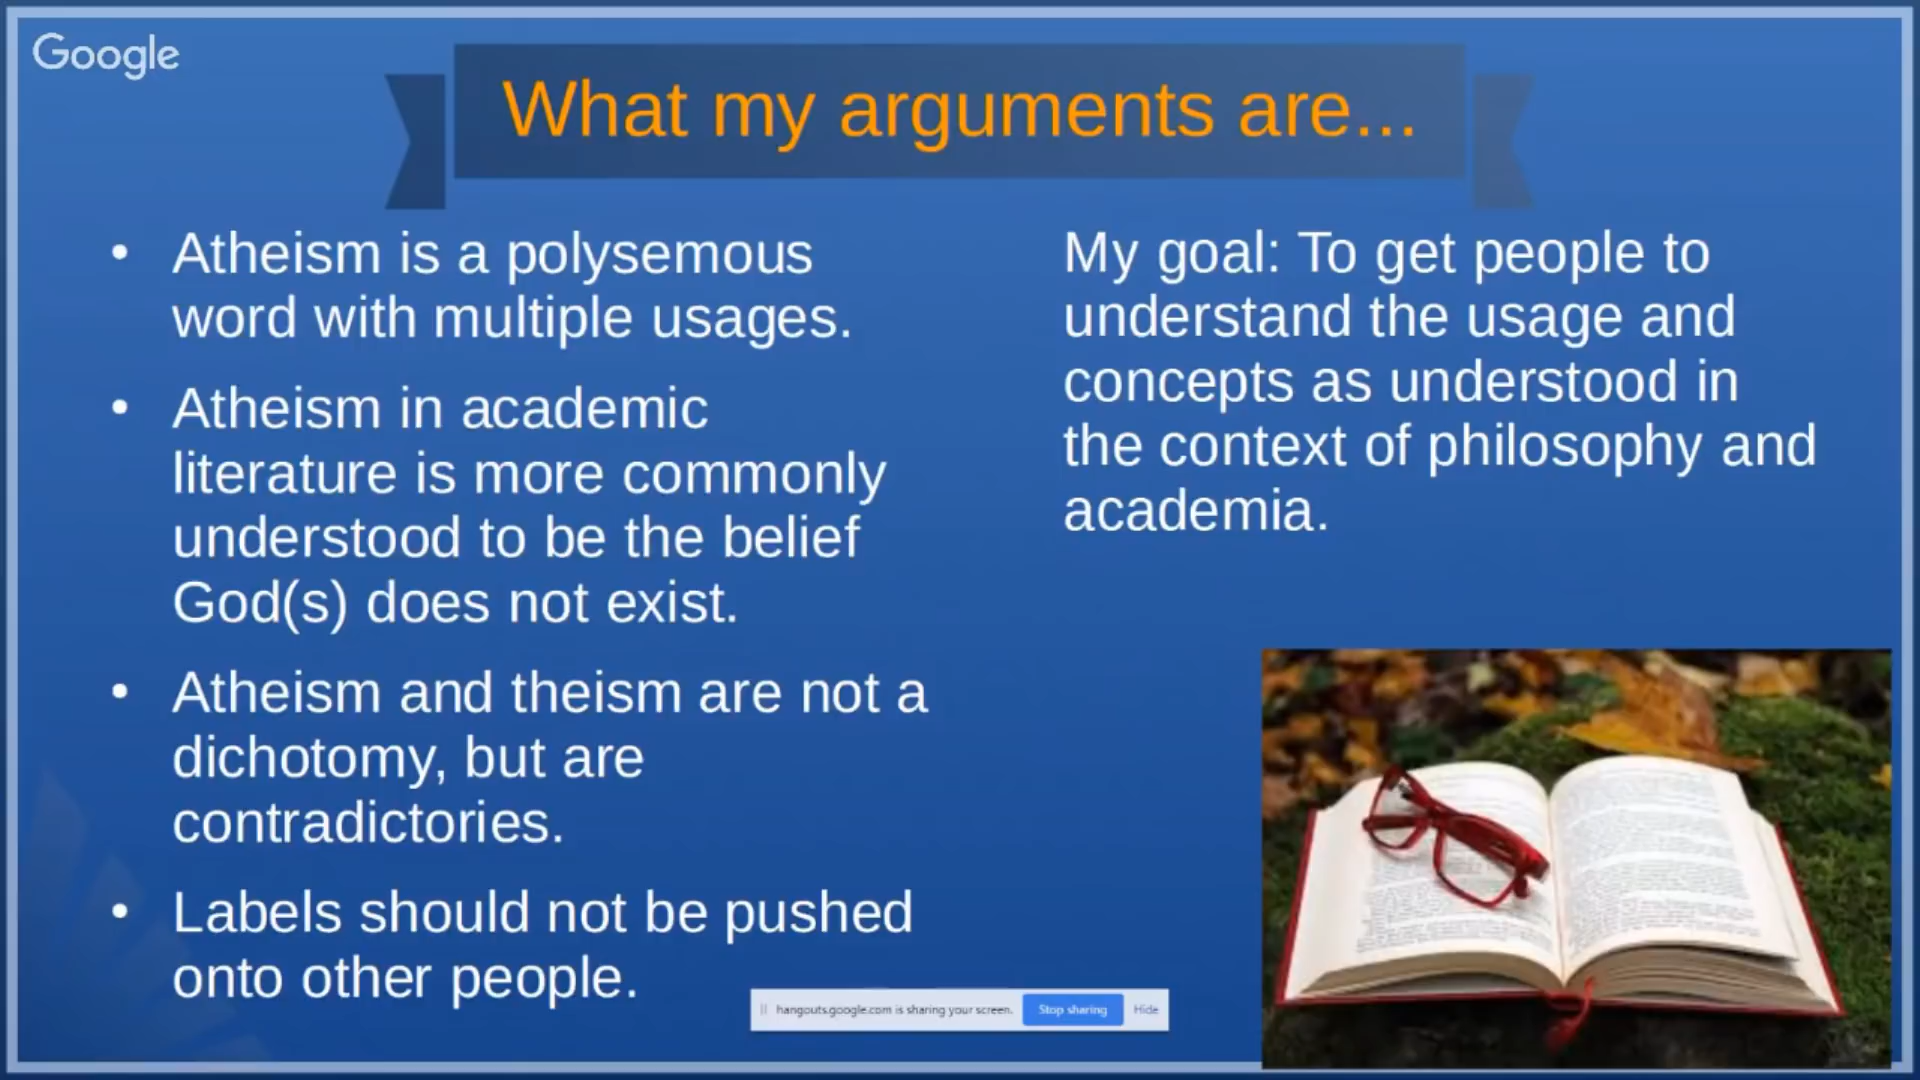 Google
What my arguments are...
• Atheism is a polysemous
word with multiple usages.
• Atheism in academic
literature is more commonly
understood to be the belief
God(s) does not exist.
• Atheism and theism are not a
dichotomy, but are
contradictories.
• Labels should not be pushed
onto other people.
My goal: To get people to
understand the usage and
concepts as understood in
the context of philosophy and
academia.
hangouts.google.com is sharing your screen. Stop sharing Hide